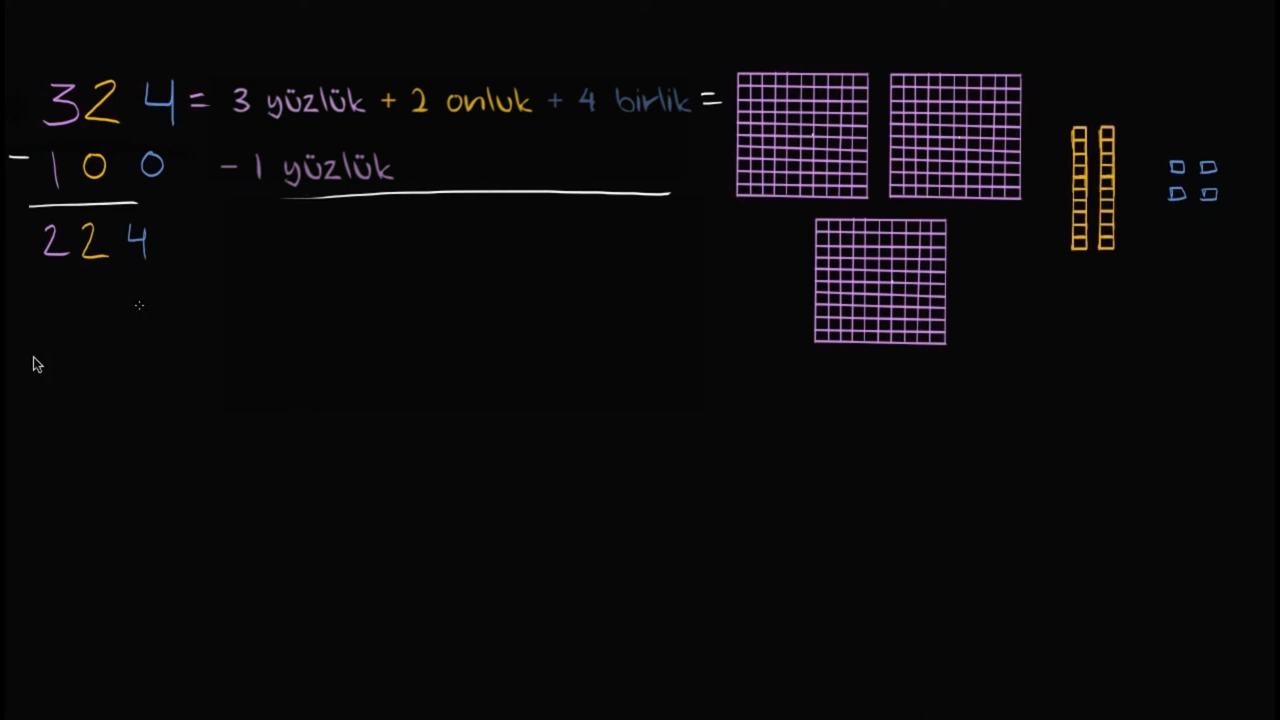 324 = 3 yüzlük + 2 onluk + 4 birlik =
- 100 - 1 yüzlük
224